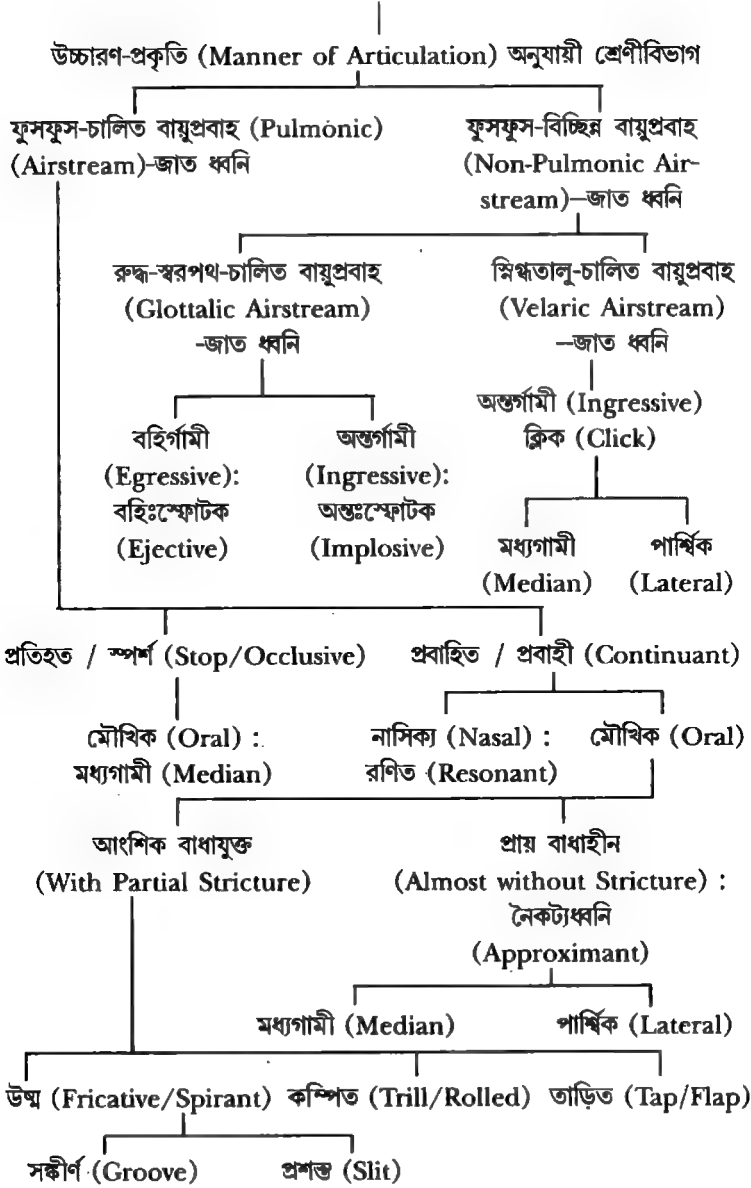 উচ্চারণ-প্রকৃতি (Manner of Articulation) অনুযায়ী শ্রেণীবিভাগ
ফুসফুস-চালিত বায়ুপ্রবাহ (Pulmonic)
(Airstream)-জাত ধ্বনি
ফুসফুস-বিচ্ছিন্ন বায়ুপ্রবাহ
(Non-Pulmonic Air-
stream)—জাত ধ্বনি
রুদ্ধ-স্বরপথ-চালিত বায়ুপ্রবাহ
(Glottalic Airstream)
-জাত ধ্বনি
স্নিগ্ধতালু-চালিত বায়ুপ্রবাহ
(Velaric Airstream)
—জাত ধ্বনি
বহির্গামী
(Egressive):
বহিঃস্ফোটক
(Ejective)
অন্তর্গামী
(Ingressive):
অন্তঃস্ফোটক
(Implosive)
অন্তর্গামী (Ingressive)
ক্লিক (Click)
মধ্যগামী
(Median)
পার্শ্বিক
(Lateral)
প্রতিহত / স্পর্শ (Stop/Occlusive)
প্রবাহিত / প্রবাহী (Continuant)
মৌখিক (Oral) :
মধ্যগামী (Median)
নাসিক্য (Nasal) :
রণিত (Resonant)
মৌখিক (Oral)
আংশিক বাধাযুক্ত
(With Partial Stricture)
প্রায় বাধাহীন
(Almost without Stricture) :
নৈকট্যধ্বনি
(Approximant)
মধ্যগামী (Median)
পার্শ্বিক (Lateral)
উষ্ম (Fricative/Spirant)
কম্পিত (Trill/Rolled)
তাড়িত (Tap/Flap)
সঙ্কীর্ণ (Groove)
প্রশস্ত (Slit)